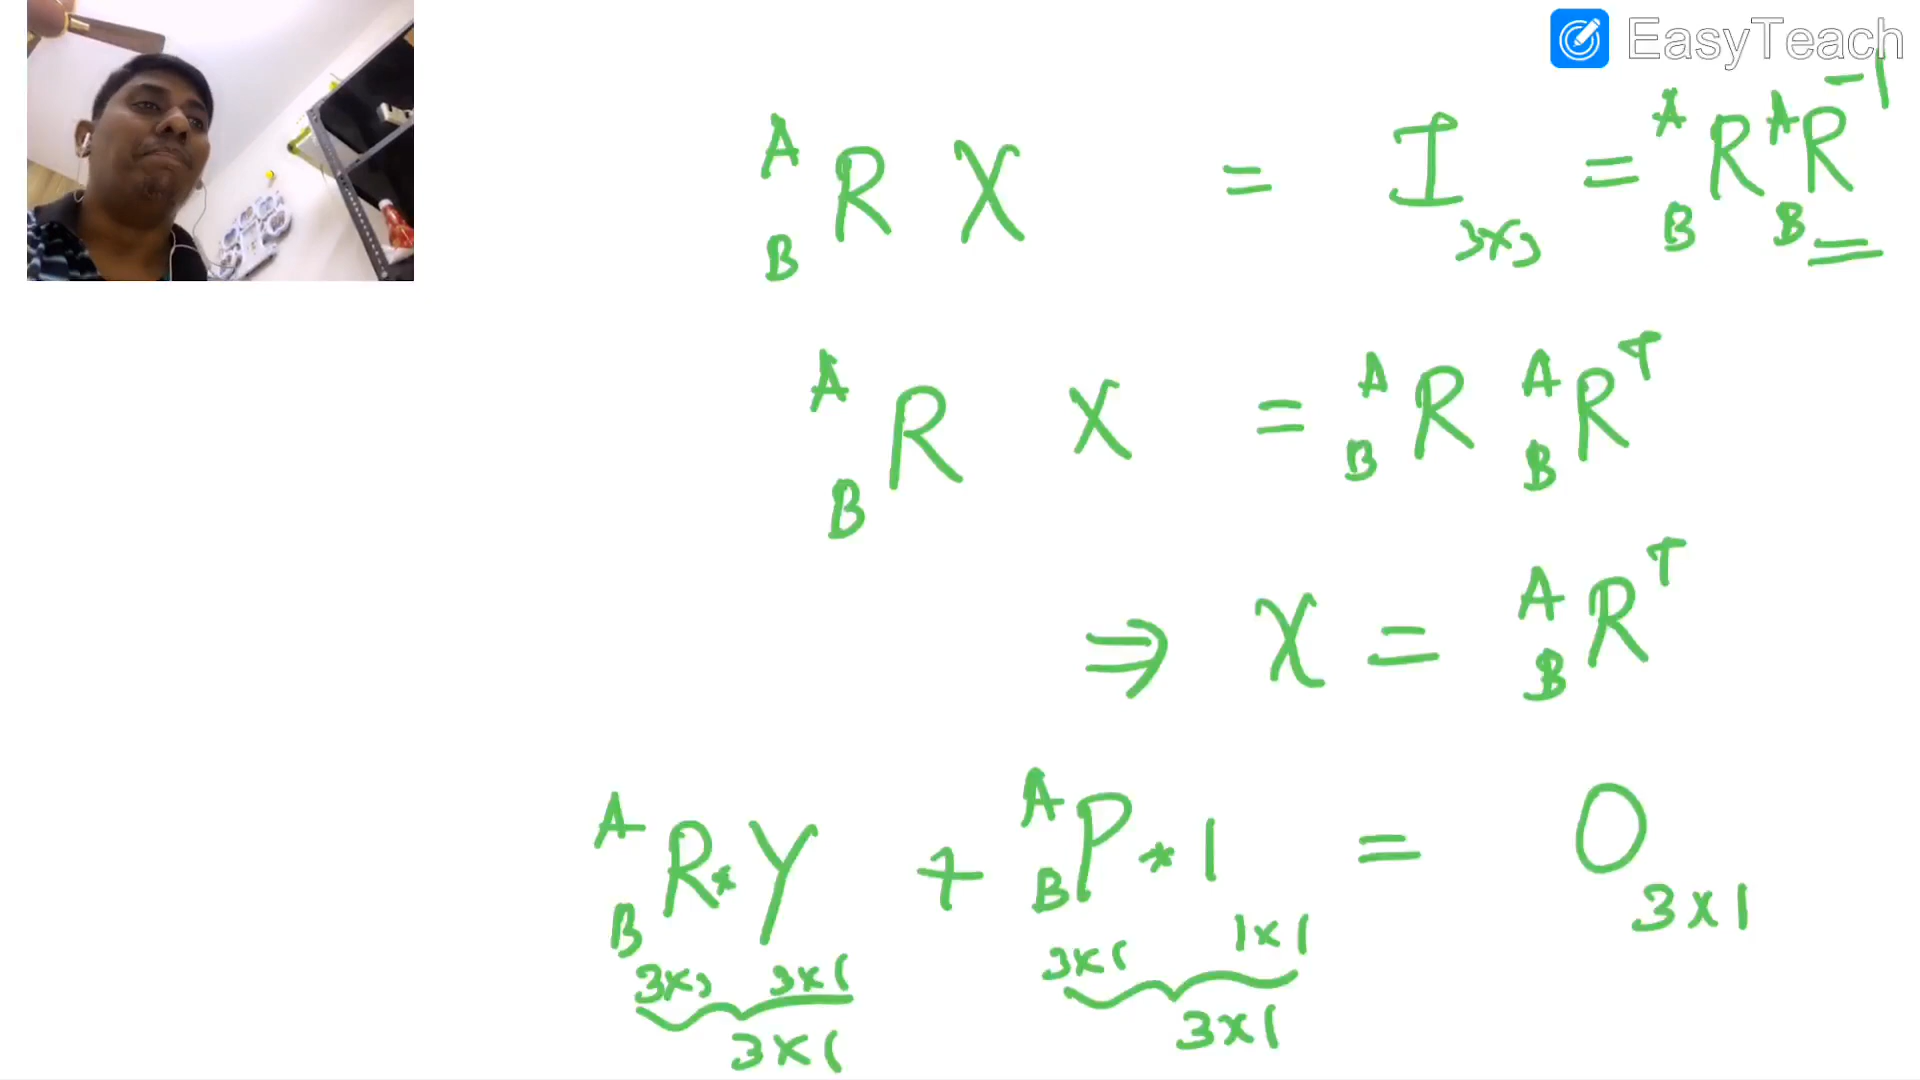 EasyTeach
A B R X = I 3x3 = A B R A B R -1
A B R X = A B R A B R T
⇒ X = A B R T
A B R * Y + A B P * 1 = 0 3x1
3x3 3x1 3x1 1x1
3x1 3x1